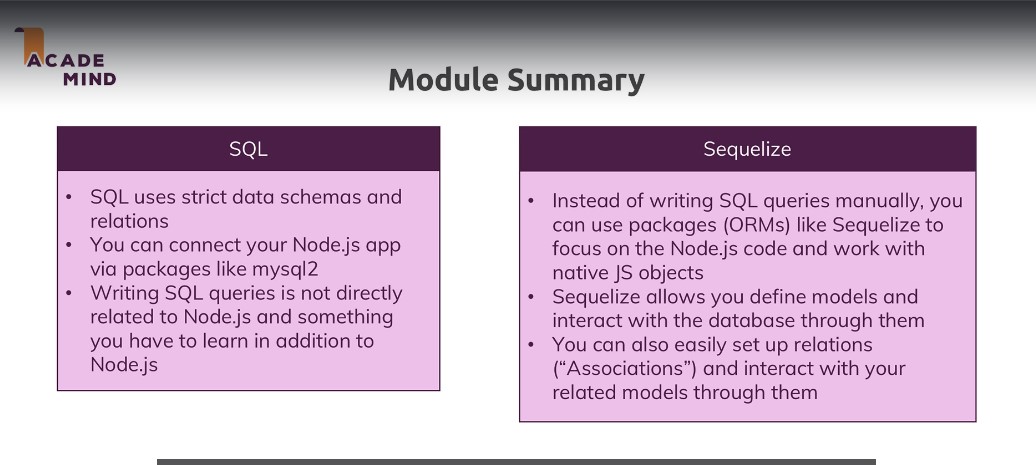 ACADE
MIND
Module Summary
SQL
• SQL uses strict data schemas and
relations
• You can connect your Node.js app
via packages like mysql2
• Writing SQL queries is not directly
related to Node.js and something
you have to learn in addition to
Node.js
Sequelize
• Instead of writing SQL queries manually, you
can use packages (ORMs) like Sequelize to
focus on the Node.js code and work with
native JS objects
• Sequelize allows you define models and
interact with the database through them
• You can also easily set up relations
(“Associations”) and interact with your
related models through them